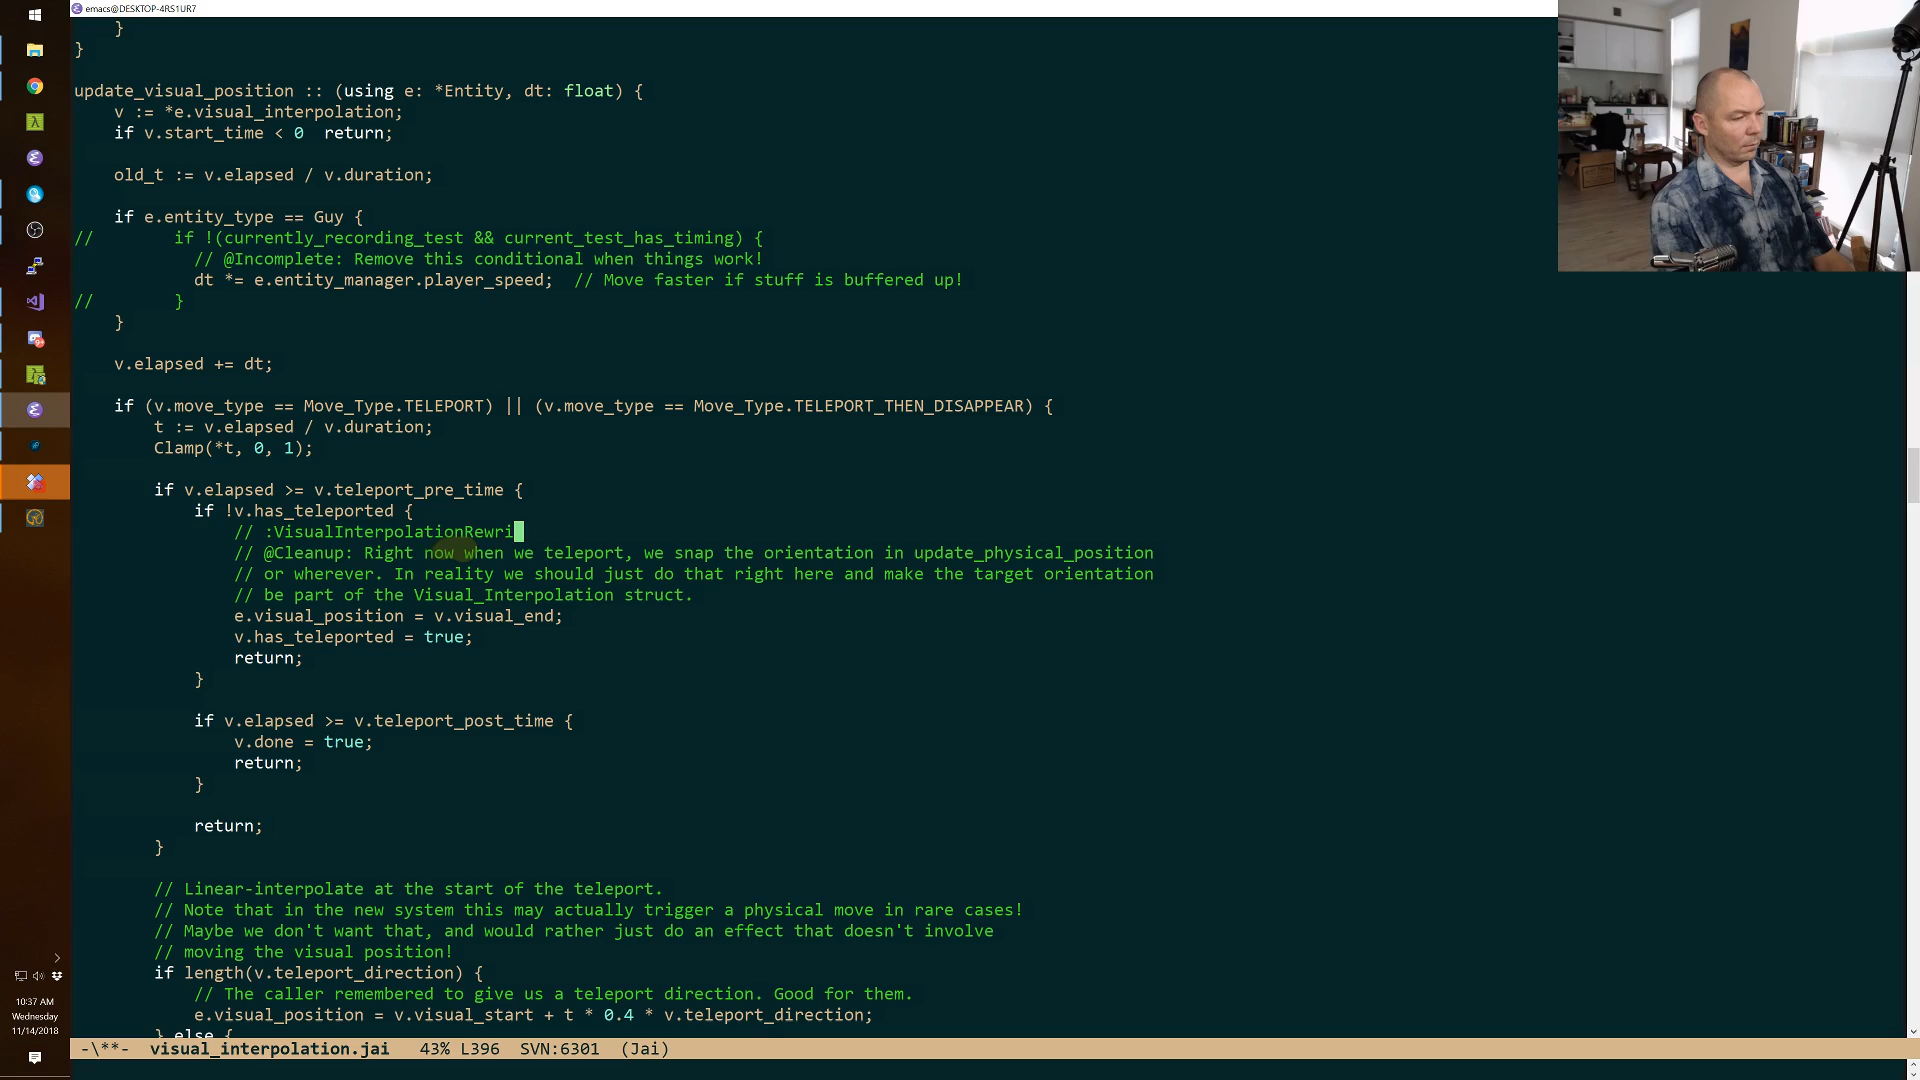 emacs@DESKTOP-4RS1UR7
}
}
update_visual_position :: (using e: *Entity, dt: float) {
v := *e.visual_interpolation;
if v.start_time < 0  return;
old_t := v.elapsed / v.duration;
if e.entity_type == Guy {
//        if !(currently_recording_test && current_test_has_timing) {
// @Incomplete: Remove this conditional when things work!
dt *= e.entity_manager.player_speed;  // Move faster if stuff is buffered up!
//        }
}
v.elapsed += dt;
if (v.move_type == Move_Type.TELEPORT) || (v.move_type == Move_Type.TELEPORT_THEN_DISAPPEAR) {
t := v.elapsed / v.duration;
Clamp(*t, 0, 1);
if v.elapsed >= v.teleport_pre_time {
if !v.has_teleported {
// :VisualInterpolationRewri
// @Cleanup: Right now when we teleport, we snap the orientation in update_physical_position
// or wherever. In reality we should just do that right here and make the target orientation
// be part of the Visual_Interpolation struct.
e.visual_position = v.visual_end;
v.has_teleported = true;
return;
}
if v.elapsed >= v.teleport_post_time {
v.done = true;
return;
}
return;
}
// Linear-interpolate at the start of the teleport.
// Note that in the new system this may actually trigger a physical move in rare cases!
// Maybe we don't want that, and would rather just do an effect that doesn't involve
// moving the visual position!
if length(v.teleport_direction) {
// The caller remembered to give us a teleport direction. Good for them.
e.visual_position = v.visual_start + t * 0.4 * v.teleport_direction;
} else {
-\**-  visual_interpolation.jai   43% L396  SVN:6301  (Jai)
10:37 AM
Wednesday
11/14/2018